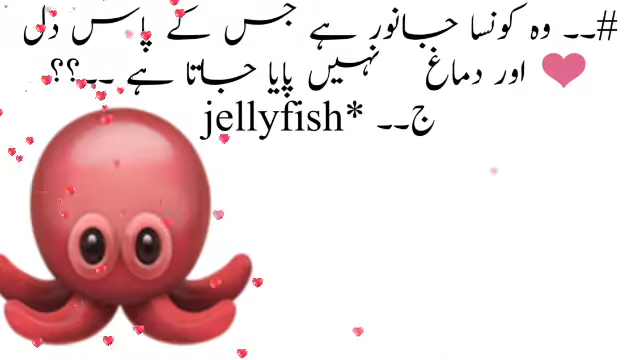 #۔۔ وہ کونسا جانور ہے جس کے پاس دل
❤ اور دماغ نہیں پایا جاتا ہے ۔۔؟؟
ج۔۔ *jellyfish